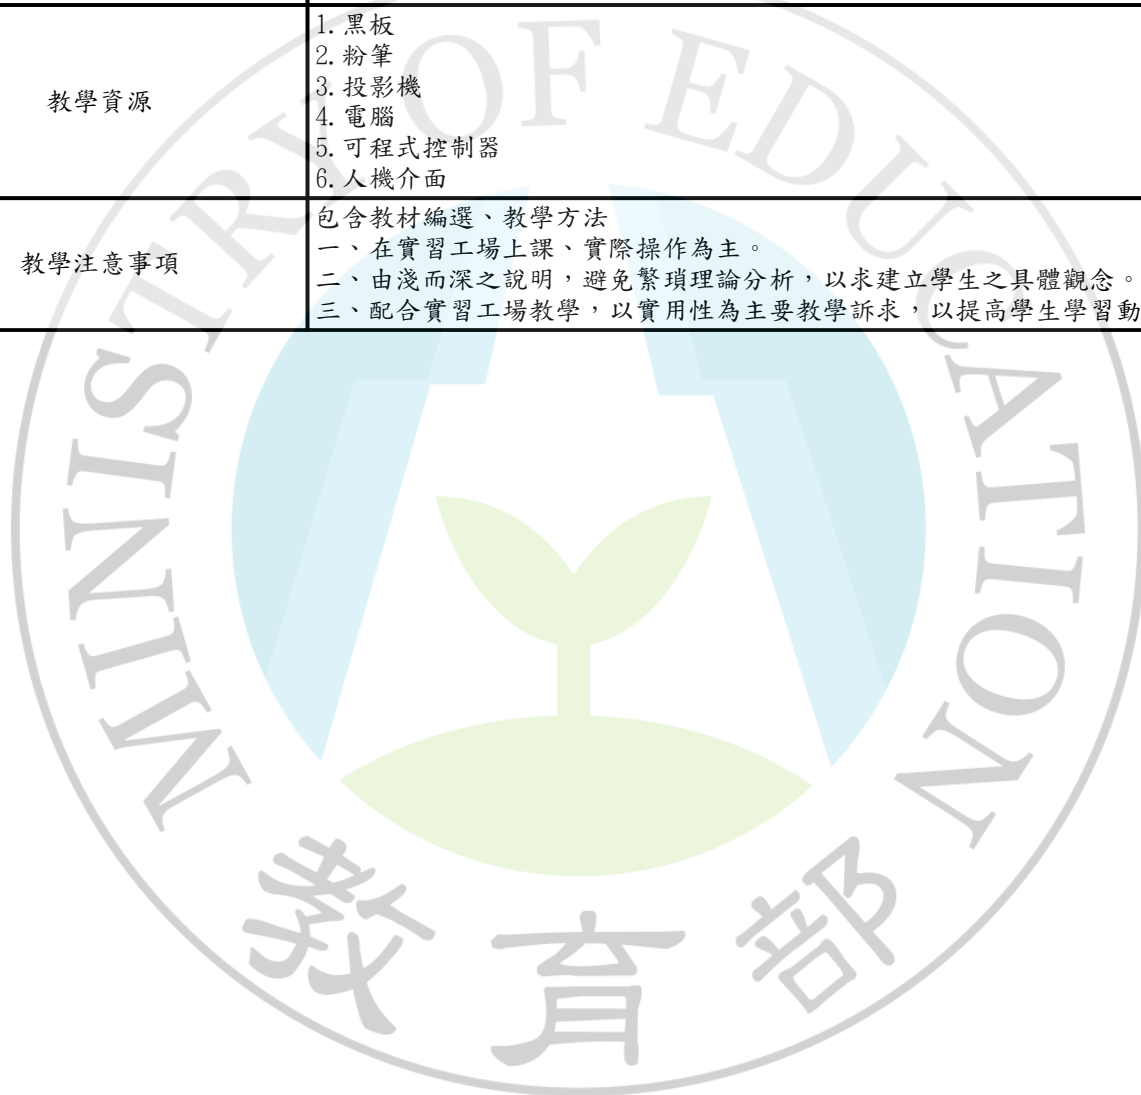 教學資源
1.黑板
2.粉筆
3.投影機
4.電腦
5.可程式控制器
6.人機介面
教學注意事項
包含教材編選、教學方法
一、在實習工場上課、實際操作為主。
二、由淺而深之說明，避免繁瑣理論分析，以求建立學生之具體觀念。
三、配合實習工場教學，以實用性為主要教學訴求，以提高學生學習動
MINISTRY OF EDUCATION
教育部